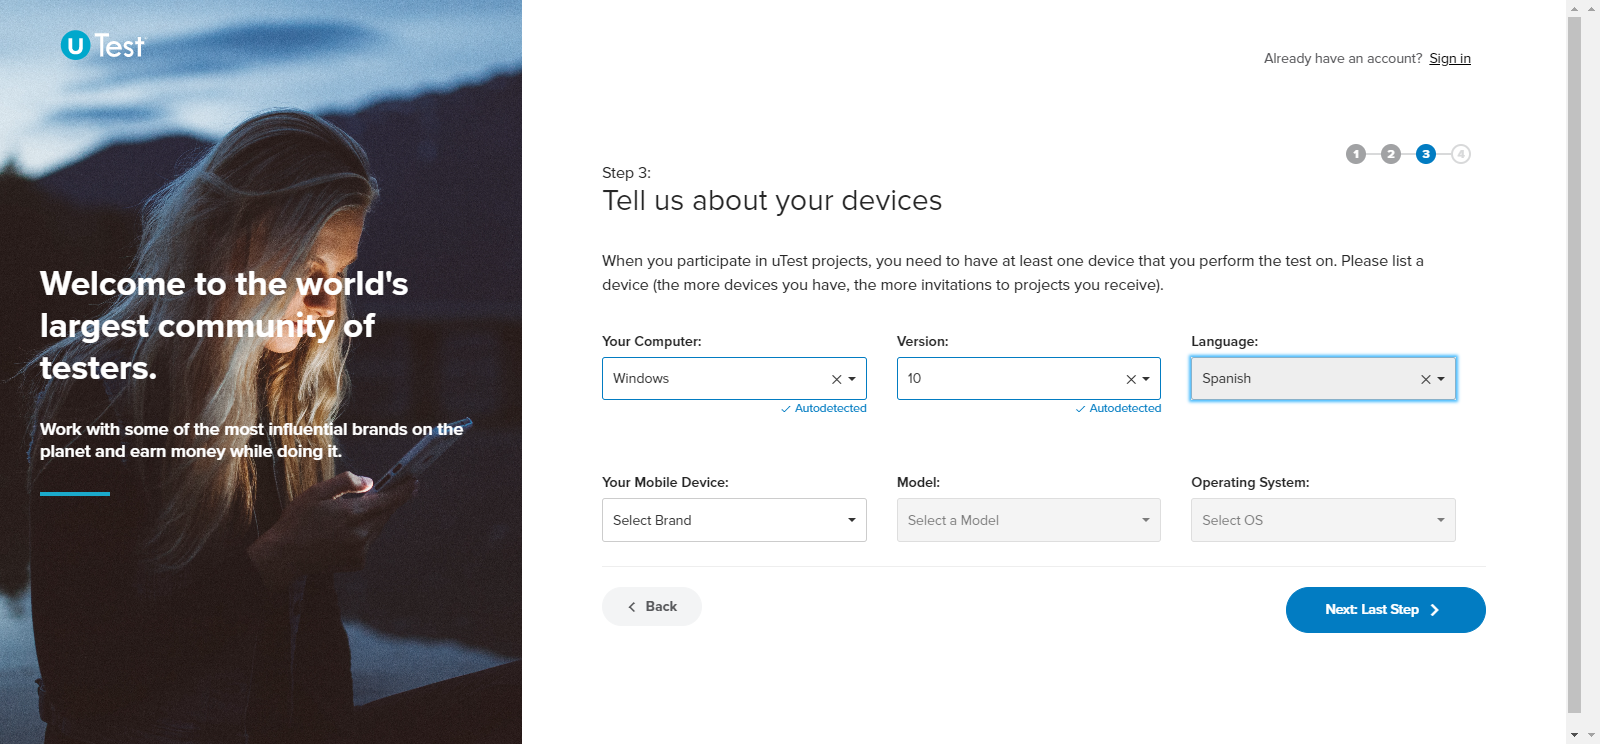 u Test
Already have an account? Sign in
1 2 3 4
Step 3:
Tell us about your devices
Welcome to the world's
largest community of
testers.
Work with some of the most influential brands on the
planet and earn money while doing it.
When you participate in uTest projects, you need to have at least one device that you perform the test on. Please list a
device (the more devices you have, the more invitations to projects you receive).
Your Computer: Version: Language:
Windows 10 Spanish
Autodetected Autodetected
Your Mobile Device: Model: Operating System:
Select Brand Select a Model Select OS
Back Next: Last Step